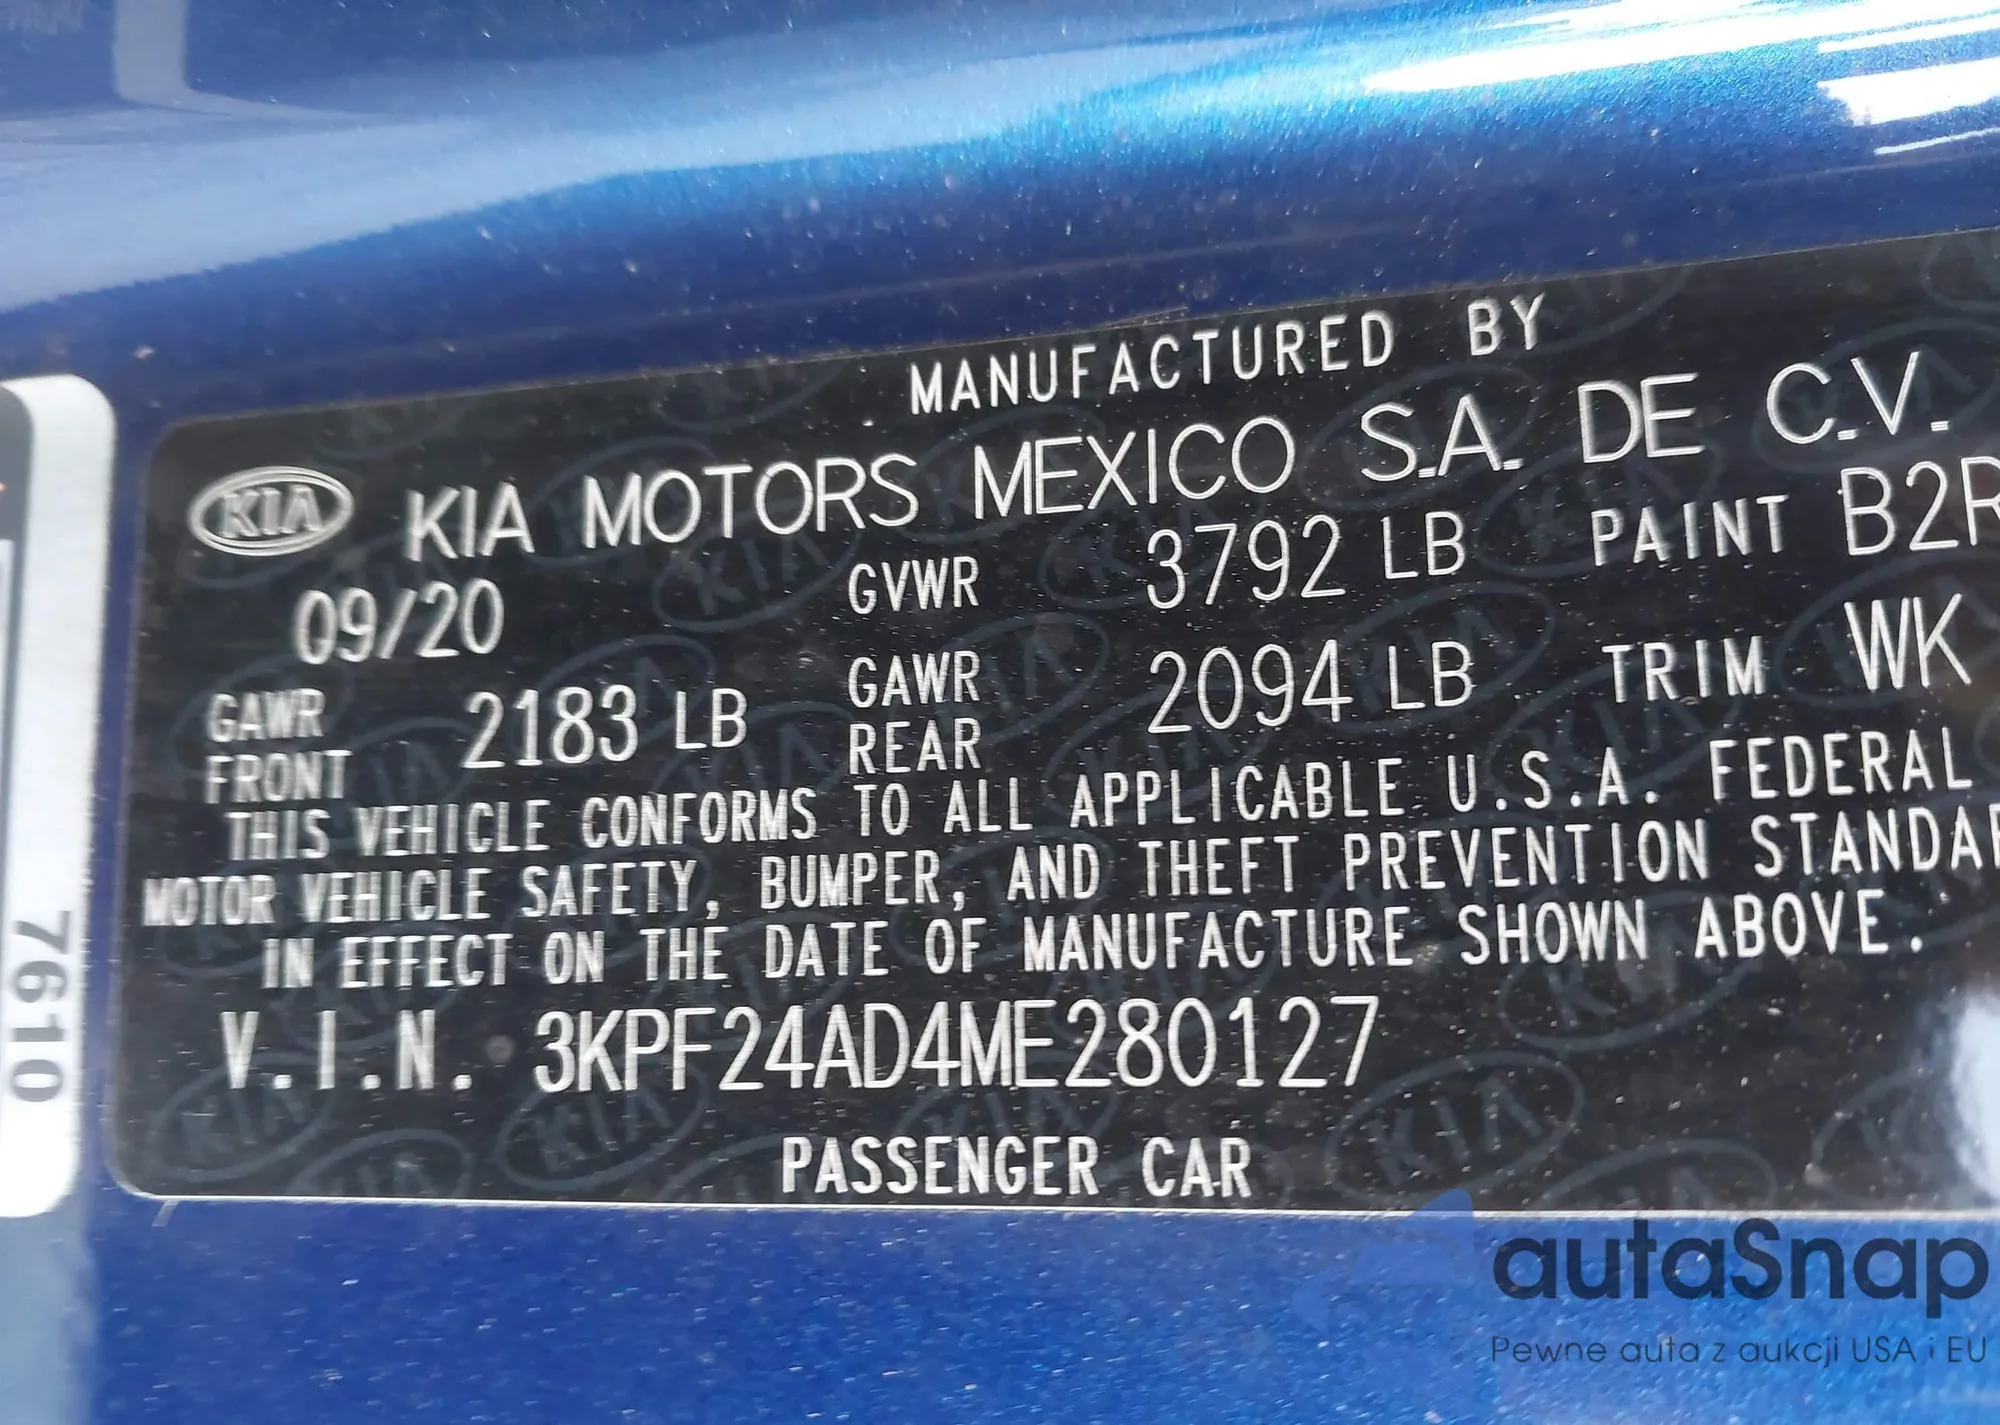 MANUFACTURED BY
KIA KIA MOTORS MEXICO S.A. DE C.V.
09/20 GVWR 3792 LB PAINT B2R
GAWR FRONT 2183 LB GAWR REAR 2094 LB TRIM WK
THIS VEHICLE CONFORMS TO ALL APPLICABLE U.S.A. FEDERAL
MOTOR VEHICLE SAFETY, BUMPER, AND THEFT PREVENTION STANDAR
IN EFFECT ON THE DATE OF MANUFACTURE SHOWN ABOVE.
V.I.N. 3KPF24AD4ME280127
PASSENGER CAR
7610
autaSnap
Pewne auta z aukcji USA i EU